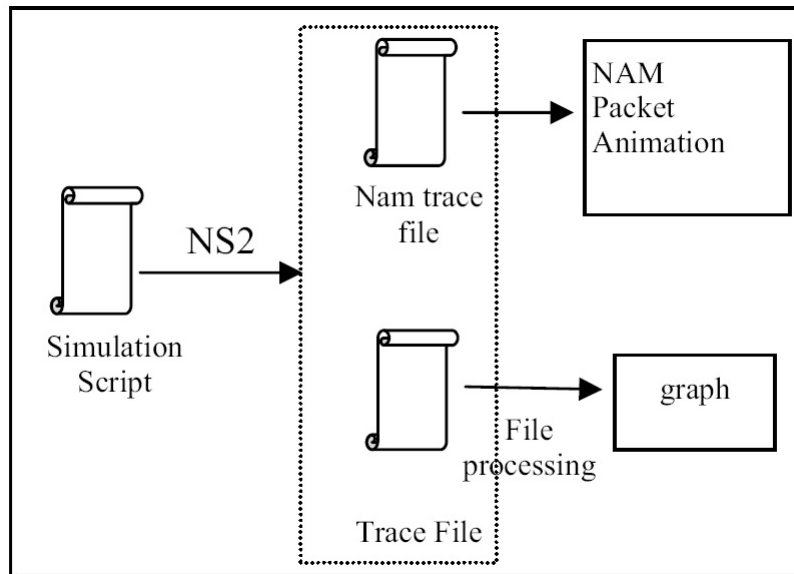 NAM
Packet
Animation
Nam trace
file
NS2
Simulation
Script
graph
File
processing
Trace File